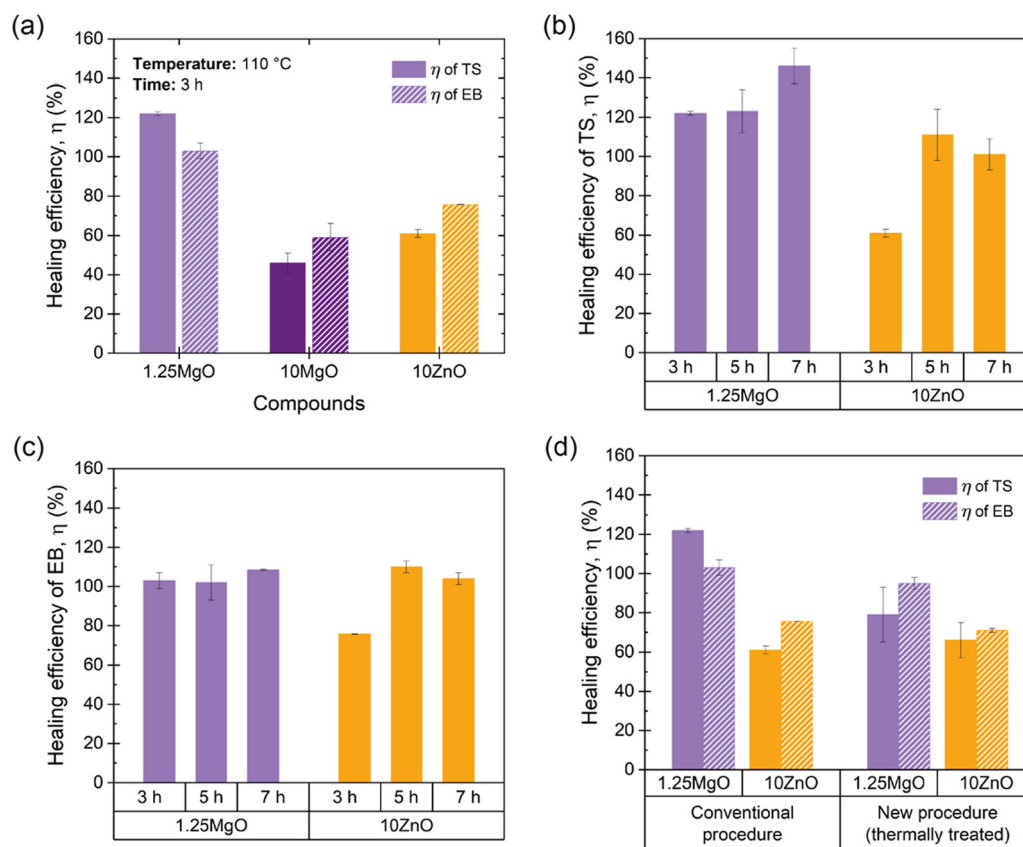 (a)
Healing efficiency, η (%)
160
140
120
100
80
60
40
20
0
Temperature: 110 °C
Time: 3 h
η of TS
η of EB
1.25MgO 10MgO 10ZnO
Compounds
(b)
Healing efficiency of TS, η (%)
160
140
120
100
80
60
40
20
0
3 h 5 h 7 h 3 h 5 h 7 h
1.25MgO 10ZnO
(c)
Healing efficiency of EB, η (%)
160
140
120
100
80
60
40
20
0
3 h 5 h 7 h 3 h 5 h 7 h
1.25MgO 10ZnO
(d)
Healing efficiency, η (%)
160
140
120
100
80
60
40
20
0
η of TS
η of EB
1.25MgO 10ZnO 1.25MgO 10ZnO
Conventional
procedure
New procedure
(thermally treated)